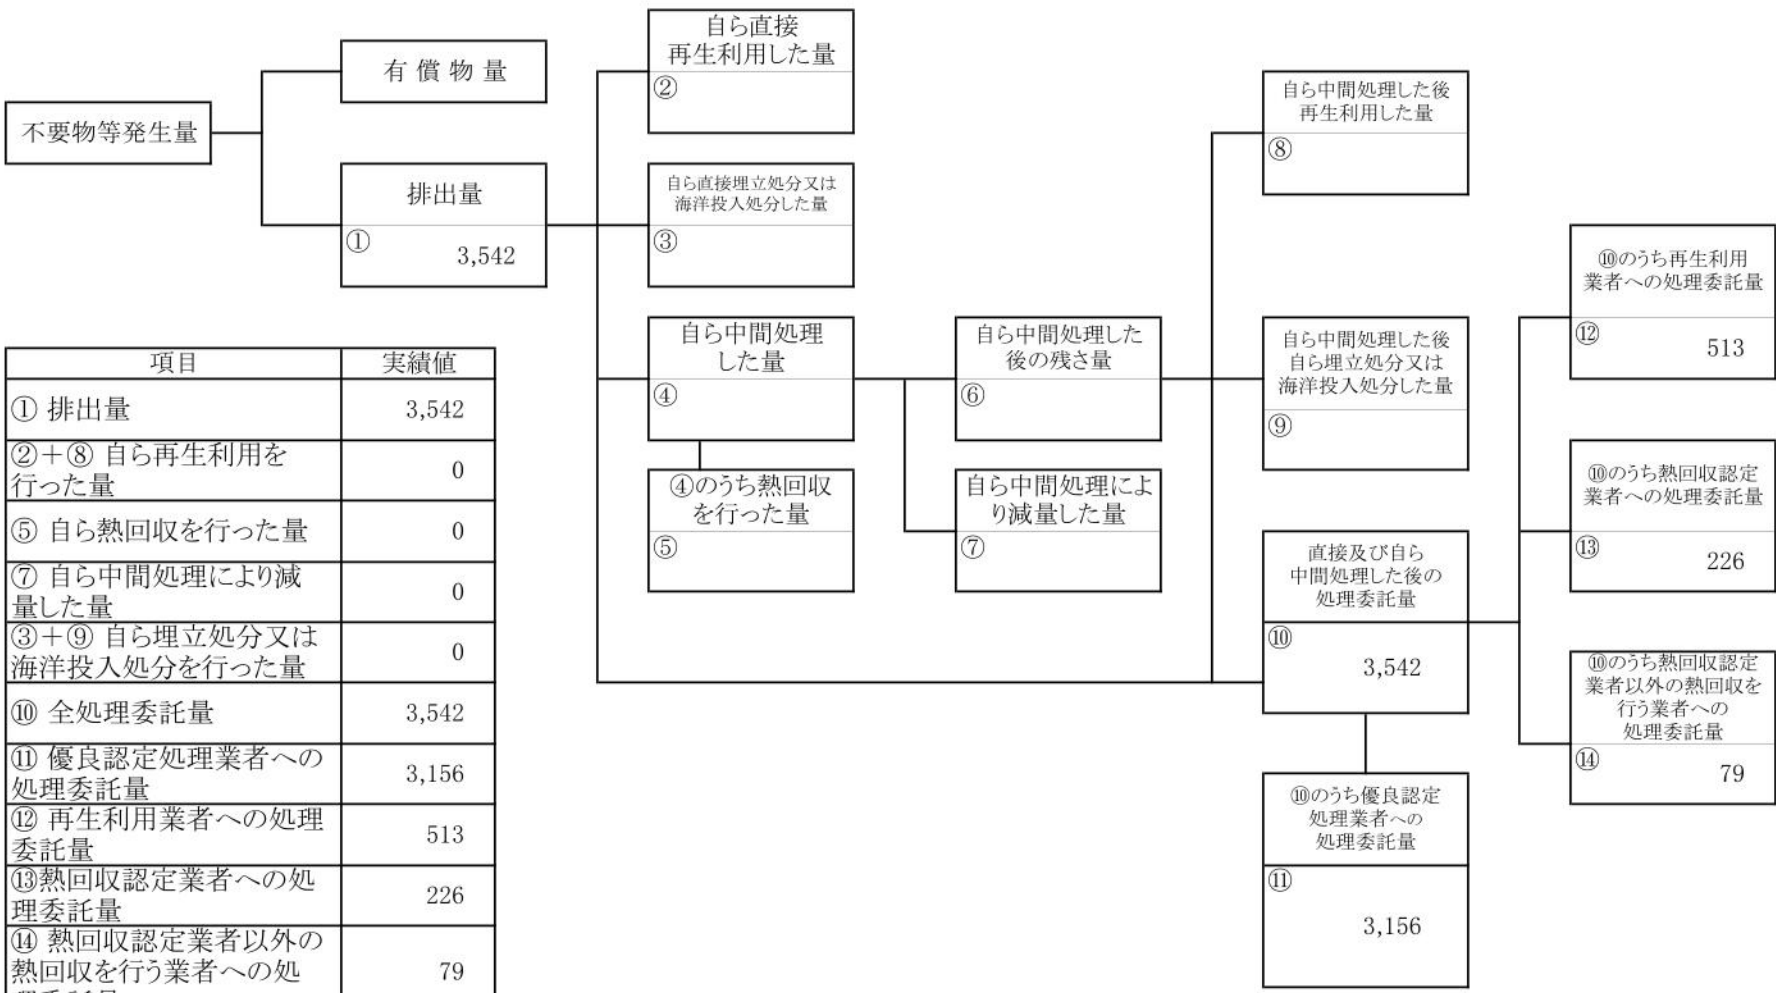 自ら直接
再生利用した量
②
有 償 物 量
不要物等発生量
排出量
①
3,542
自ら直接埋立処分又は
海洋投入処分した量
③
自ら中間処理
した量
④
④のうち熱回収
を行った量
⑤
自ら中間処理した
後の残さ量
⑥
自ら中間処理によ
り減量した量
⑦
自ら中間処理した後
再生利用した量
⑧
自ら中間処理した後
自ら埋立処分又は
海洋投入処分した量
⑨
直接及び自ら
中間処理した後の
処理委託量
⑩
3,542
⑩のうち優良認定
処理業者への
処理委託量
⑪
3,156
⑩のうち再生利用
業者への処理委託量
⑫
513
⑩のうち熱回収認定
業者への処理委託量
⑬
226
⑩のうち熱回収認定
業者以外の熱回収を
行う業者への
処理委託量
⑭
79
項目 実績値
① 排出量 3,542
②+⑧ 自ら再生利用を
行った量 0
⑤ 自ら熱回収を行った量 0
⑦ 自ら中間処理により減
量した量 0
③+⑨ 自ら埋立処分又は
海洋投入処分を行った量 0
⑩ 全処理委託量 3,542
⑪ 優良認定処理業者への
処理委託量 3,156
⑫ 再生利用業者への処理
委託量 513
⑬熱回収認定業者への処
理委託量 226
⑭ 熱回収認定業者以外の
熱回収を行う業者への処 79